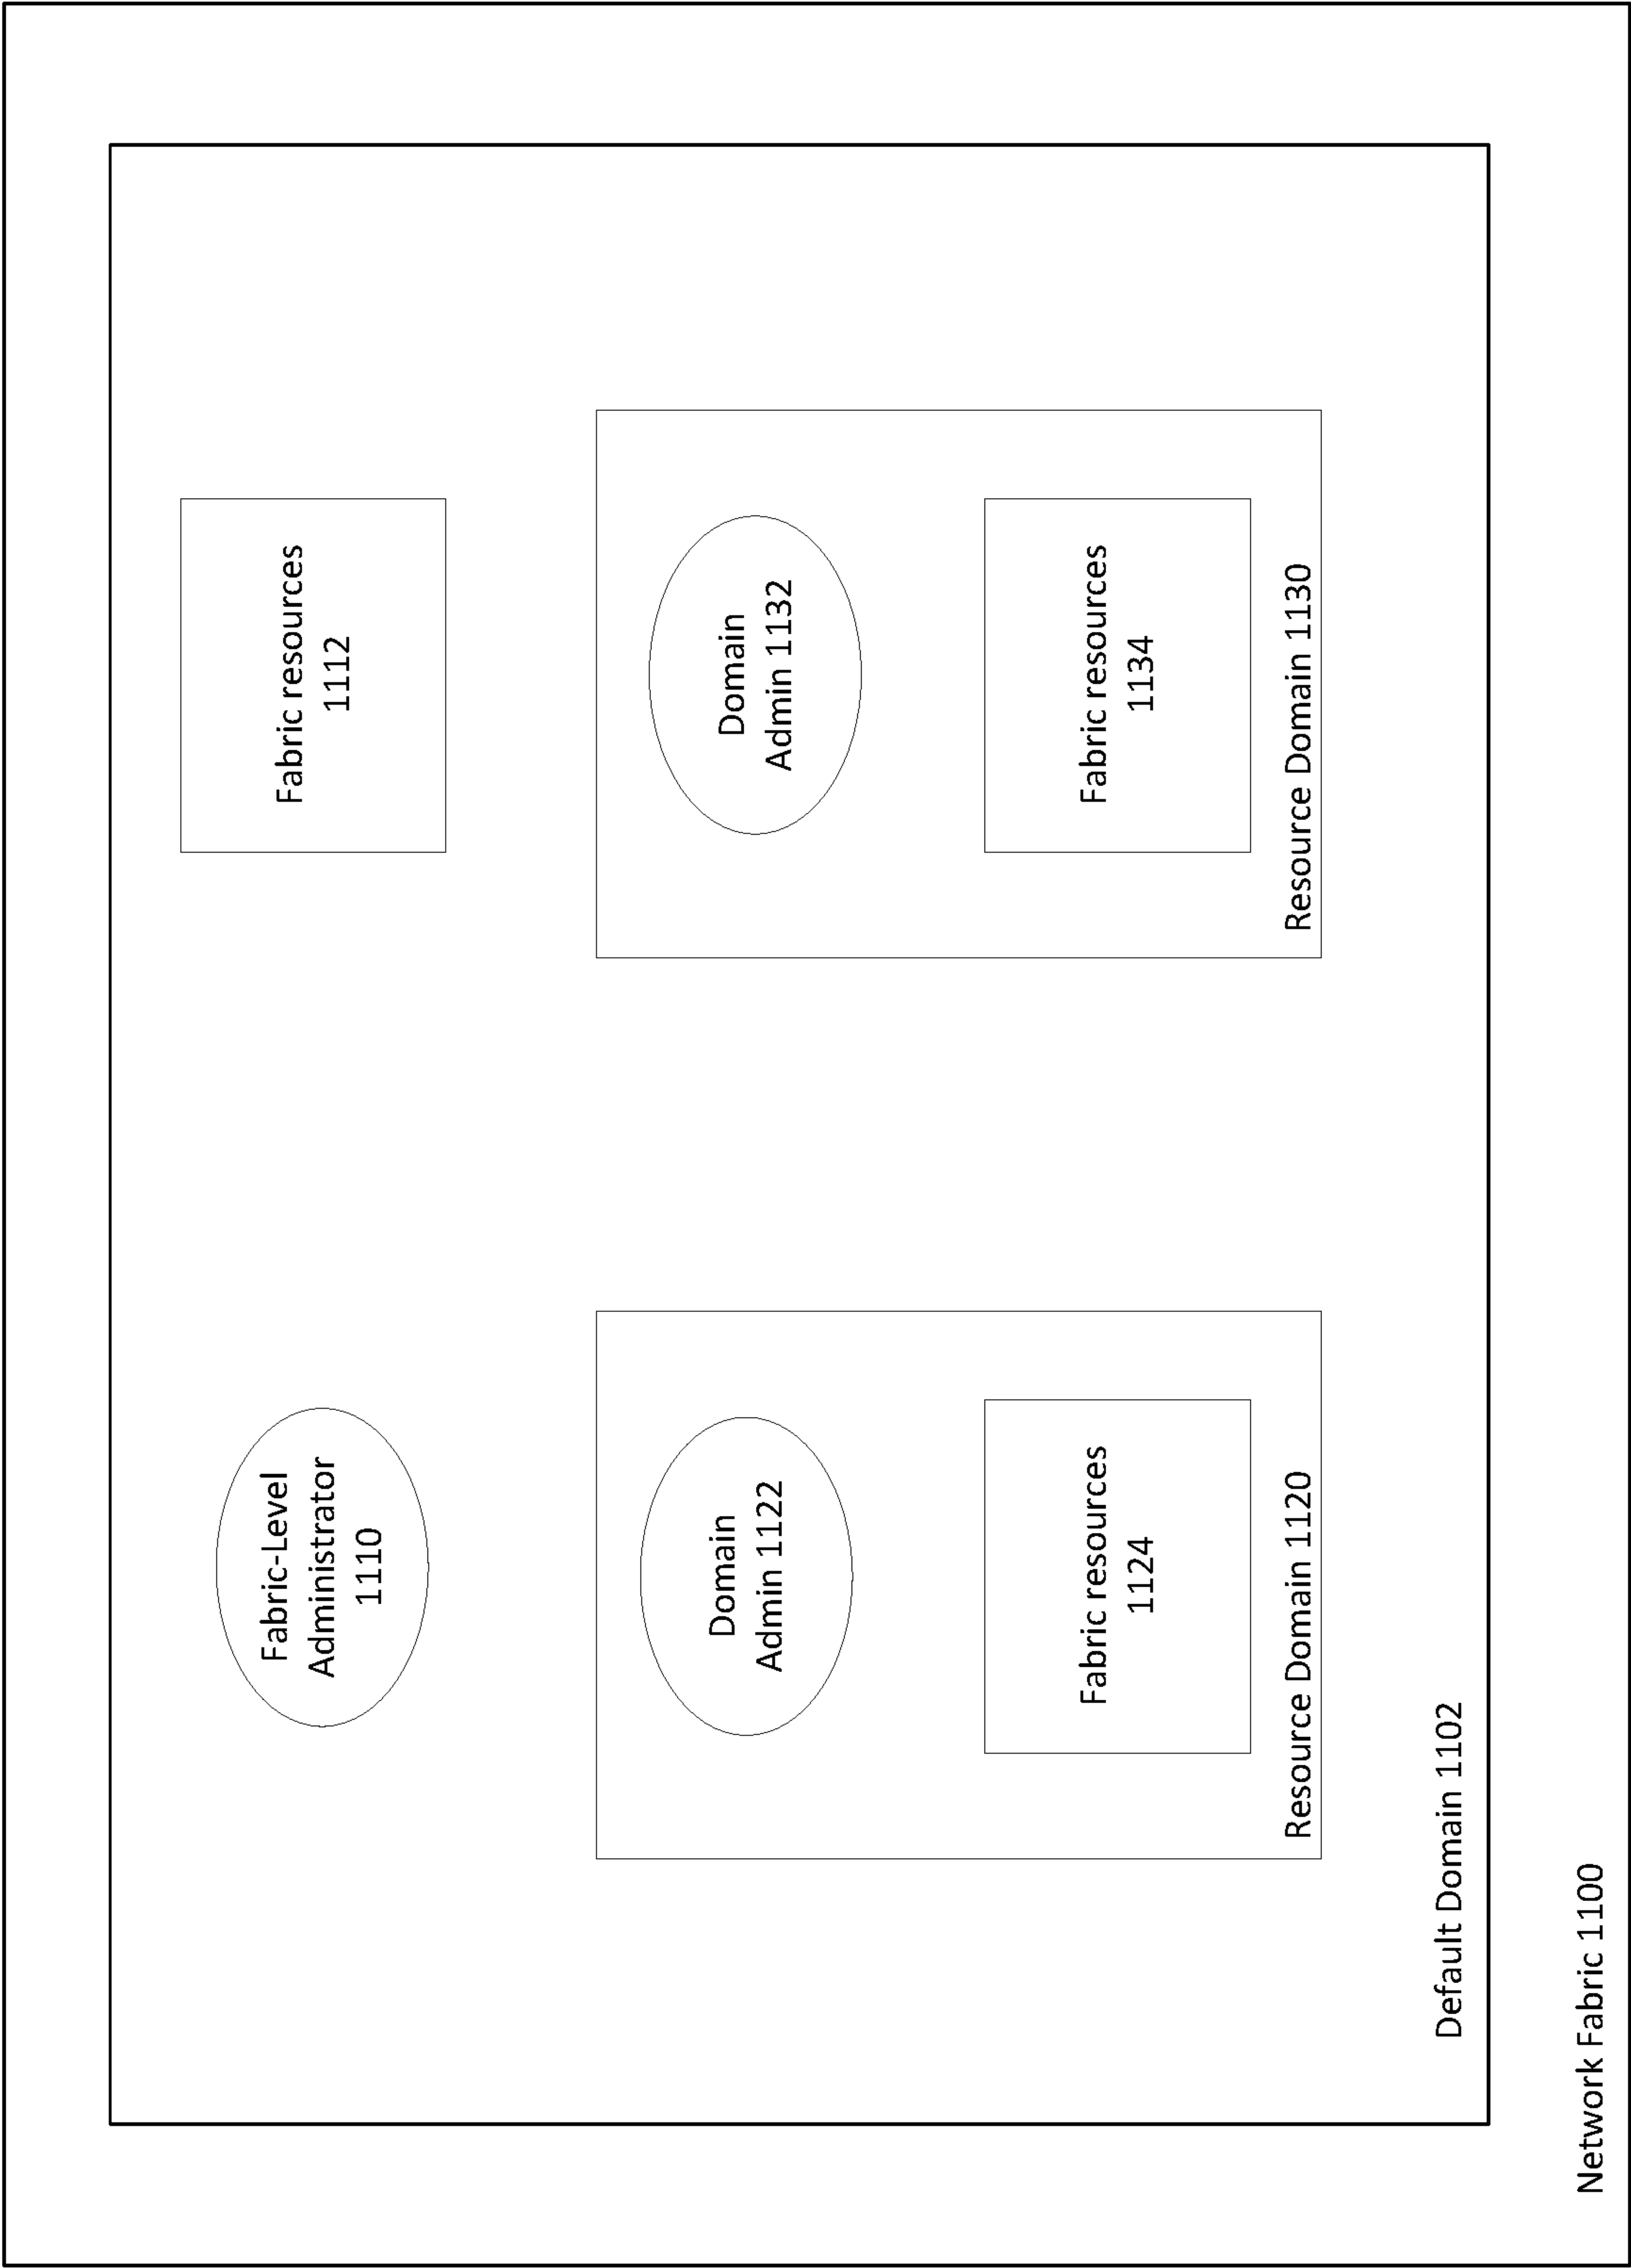 Fabric-Level
Administrator
1110
Fabric resources
1112
Domain
Admin 1122
Fabric resources
1124
Resource Domain 1120
Domain
Admin 1132
Fabric resources
1134
Resource Domain 1130
Default Domain 1102
Network Fabric 1100